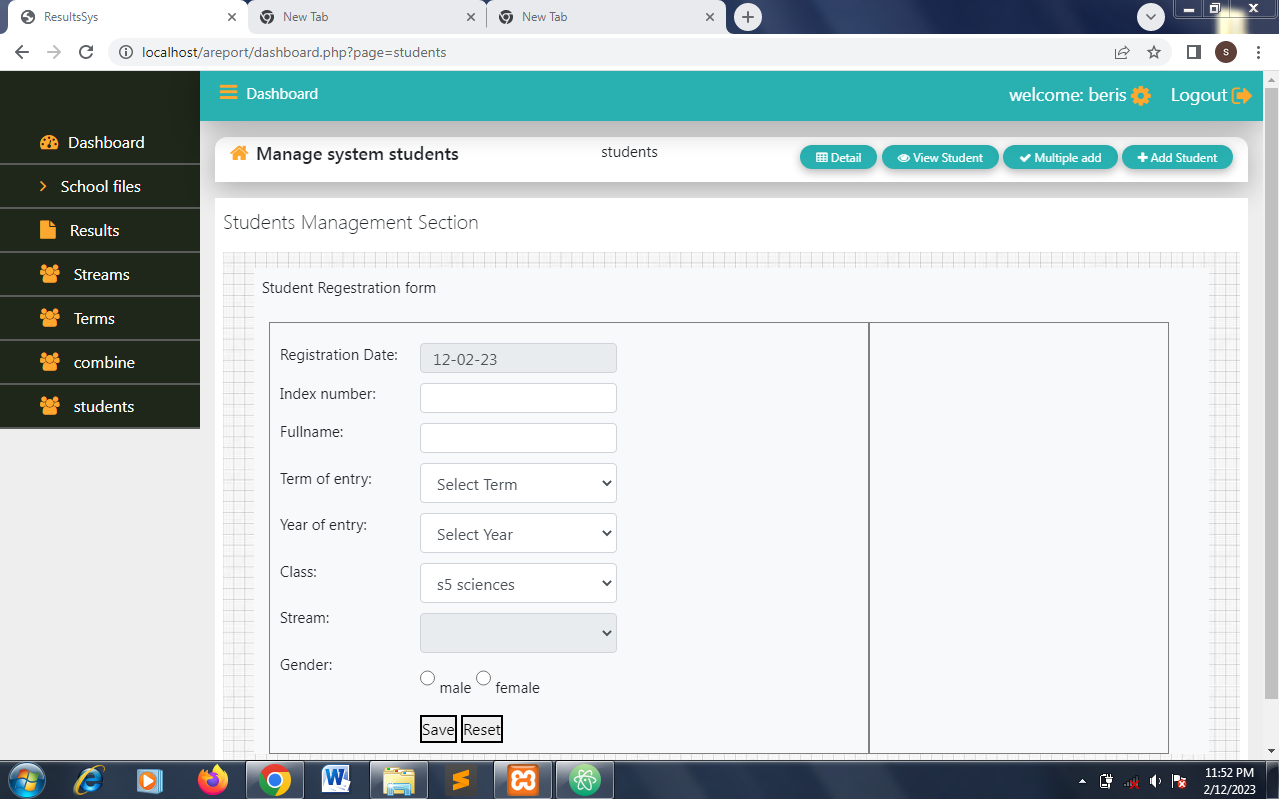 ResultsSys
New Tab
New Tab
localhost/areport/dashboard.php?page=students
s
Dashboard
welcome: beris
Logout
Dashboard
School files
Results
Streams
Terms
combine
students
Manage system students
students
Detail
View Student
Multiple add
Add Student
Students Management Section
Student Regestration form
Registration Date:
12-02-23
Index number:
Fullname:
Term of entry:
Select Term
Year of entry:
Select Year
Class:
s5 sciences
Stream:
Gender:
male
female
Save
Reset
11:52 PM
2/12/2023